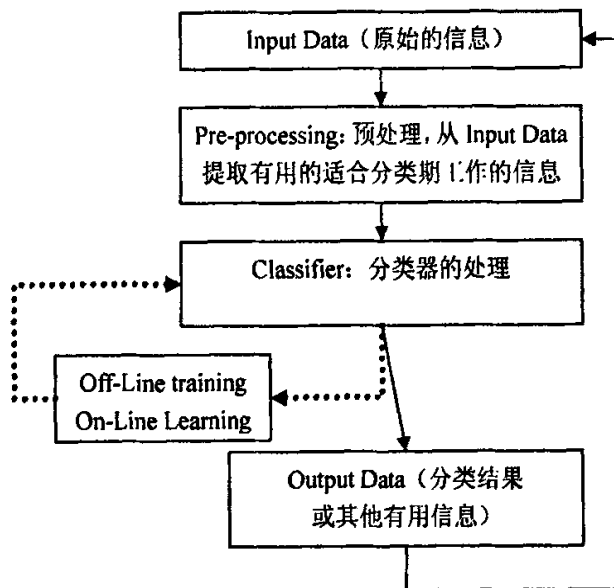 Input Data（原始的信息）
Pre-processing：预处理，从 Input Data
提取有用的适合分类期工作的信息
Classifier：分类器的处理
Off-Line training
On-Line Learning
Output Data（分类结果
或其他有用信息）